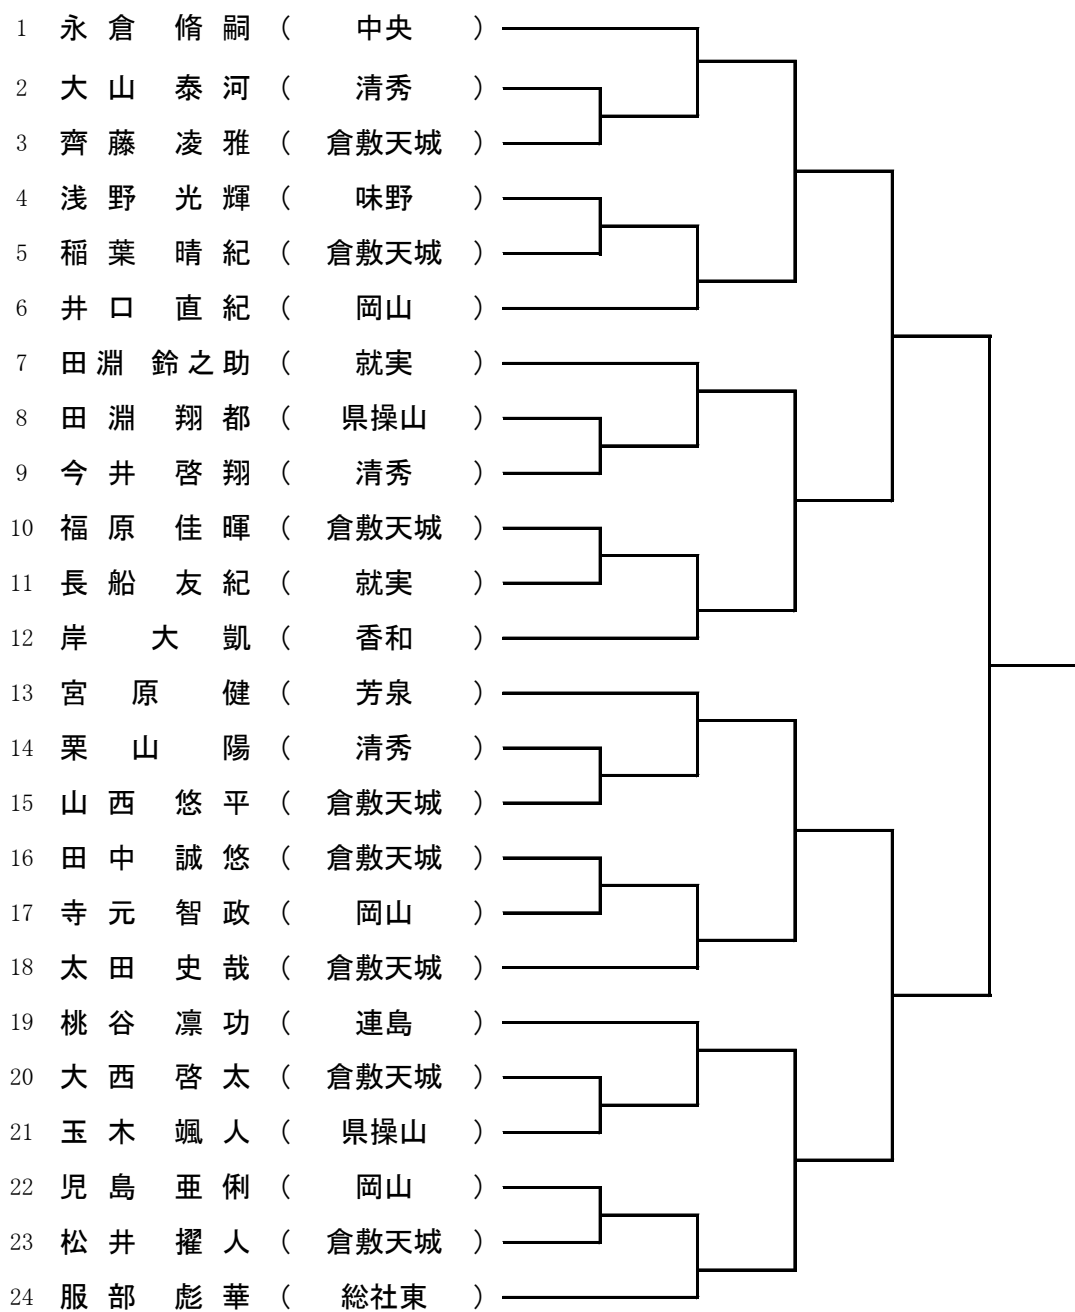 1 永倉 脩嗣 ( 中央 )
2 大山 泰河 ( 清秀 )
3 齊藤 凌雅 ( 倉敷天城 )
4 浅野 光輝 ( 味野 )
5 稲葉 晴紀 ( 倉敷天城 )
6 井口 直紀 ( 岡山 )
7 田淵 鈴之助 ( 就実 )
8 田淵 翔都 ( 県操山 )
9 今井 啓翔 ( 清秀 )
10 福原 佳暉 ( 倉敷天城 )
11 長船 友紀 ( 就実 )
12 岸 大凱 ( 香和 )
13 宮原 健 ( 芳泉 )
14 栗山 陽 ( 清秀 )
15 山西 悠平 ( 倉敷天城 )
16 田中 誠悠 ( 倉敷天城 )
17 寺元 智政 ( 岡山 )
18 太田 史哉 ( 倉敷天城 )
19 桃谷 凛功 ( 連島 )
20 大西 啓太 ( 倉敷天城 )
21 玉木 颯人 ( 県操山 )
22 児島 亜俐 ( 岡山 )
23 松井 擢人 ( 倉敷天城 )
24 服部 彪華 ( 総社東 )